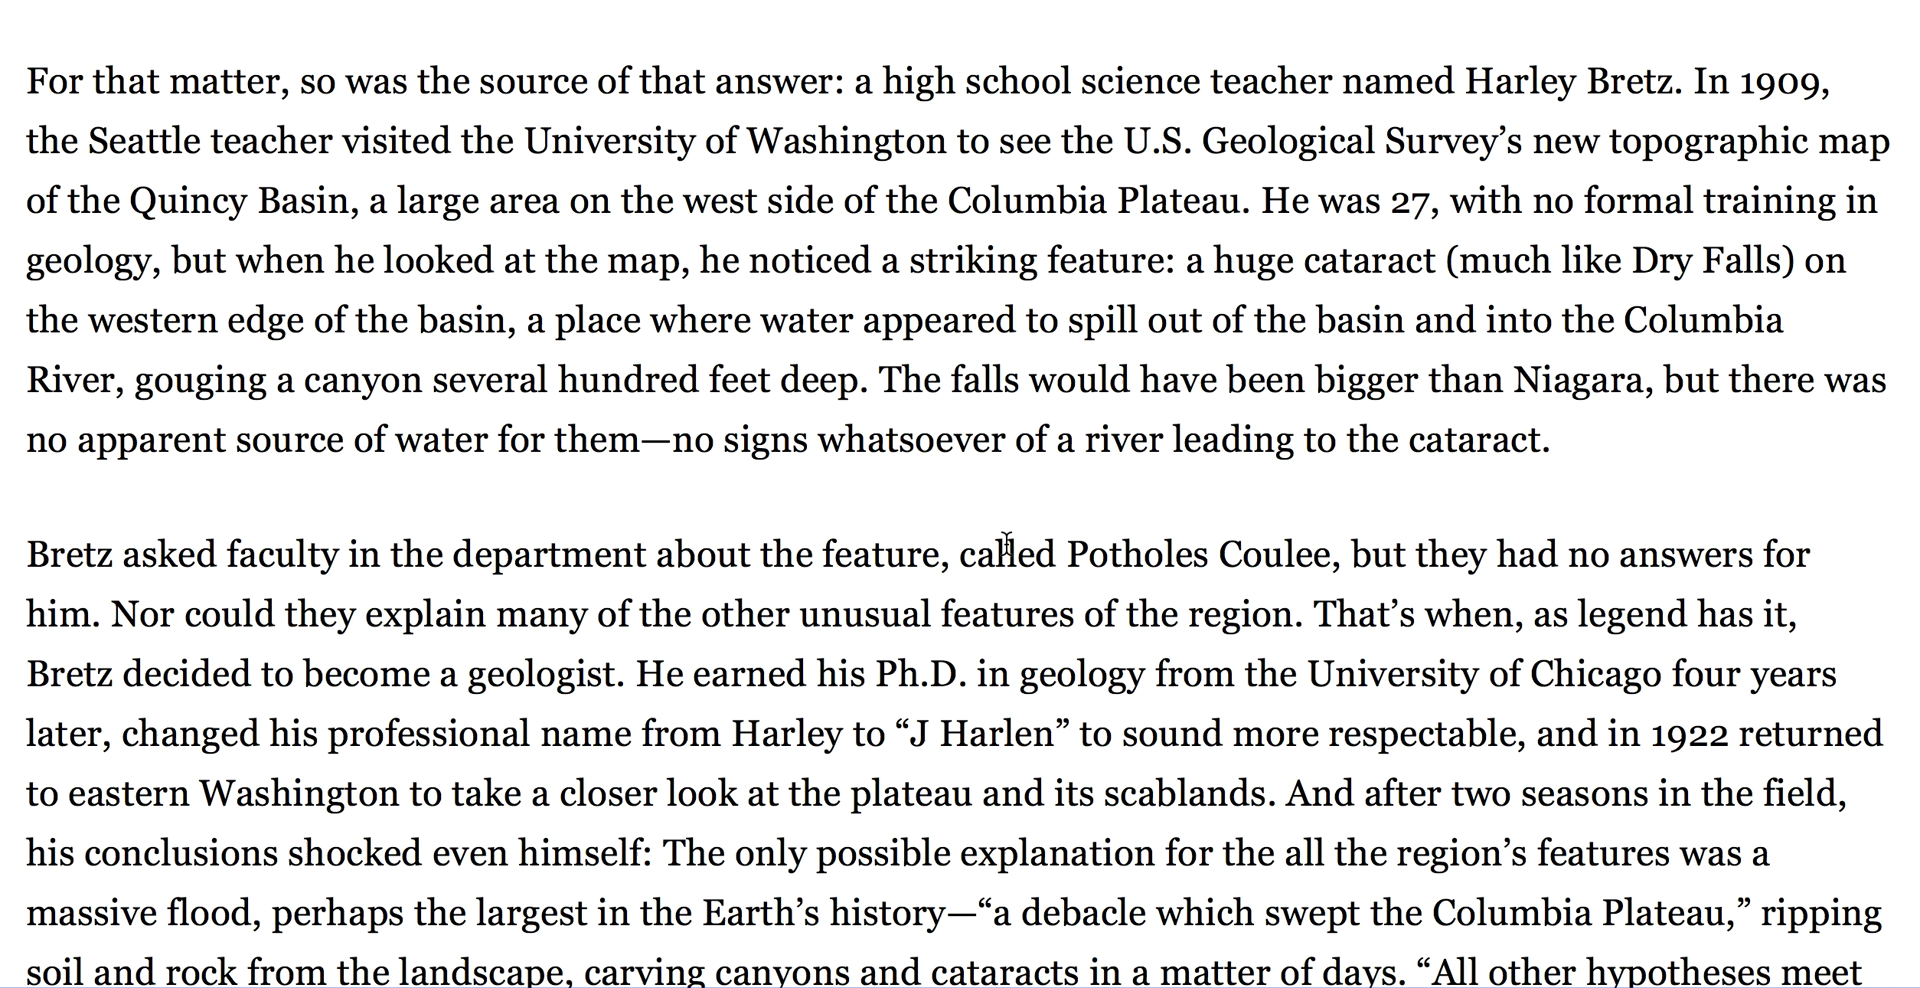 For that matter, so was the source of that answer: a high school science teacher named Harley Bretz. In 1909,
the Seattle teacher visited the University of Washington to see the U.S. Geological Survey’s new topographic map
of the Quincy Basin, a large area on the west side of the Columbia Plateau. He was 27, with no formal training in
geology, but when he looked at the map, he noticed a striking feature: a huge cataract (much like Dry Falls) on
the western edge of the basin, a place where water appeared to spill out of the basin and into the Columbia
River, gouging a canyon several hundred feet deep. The falls would have been bigger than Niagara, but there was
no apparent source of water for them—no signs whatsoever of a river leading to the cataract.
Bretz asked faculty in the department about the feature, called Potholes Coulee, but they had no answers for
him. Nor could they explain many of the other unusual features of the region. That’s when, as legend has it,
Bretz decided to become a geologist. He earned his Ph.D. in geology from the University of Chicago four years
later, changed his professional name from Harley to “J Harlen” to sound more respectable, and in 1922 returned
to eastern Washington to take a closer look at the plateau and its scablands. And after two seasons in the field,
his conclusions shocked even himself: The only possible explanation for the all the region’s features was a
massive flood, perhaps the largest in the Earth’s history—“a debacle which swept the Columbia Plateau,” ripping
soil and rock from the landscape, carving canyons and cataracts in a matter of days. “All other hypotheses meet